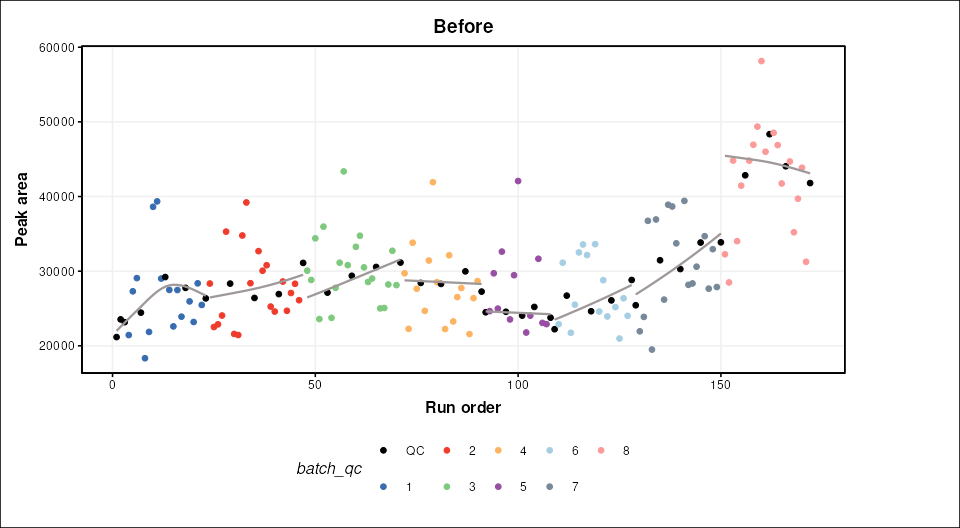 Before
60000
50000
40000
30000
20000
Peak area
0 50 100 150
Run order
batch_qc
QC 2 4 6 8
1 3 5 7